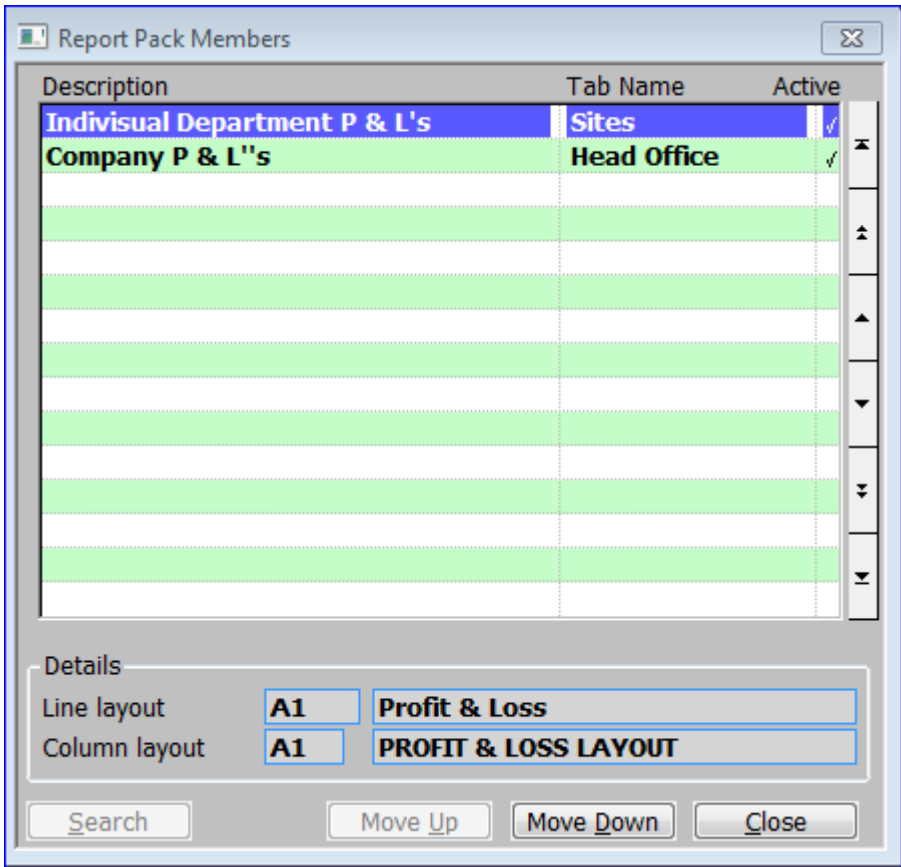 Report Pack Members
Description Tab Name Active
Indivisual Department P & L's Sites √
Company P & L''s Head Office √
Details
Line layout A1 Profit & Loss
Column layout A1 PROFIT & LOSS LAYOUT
Search Move Up Move Down Close